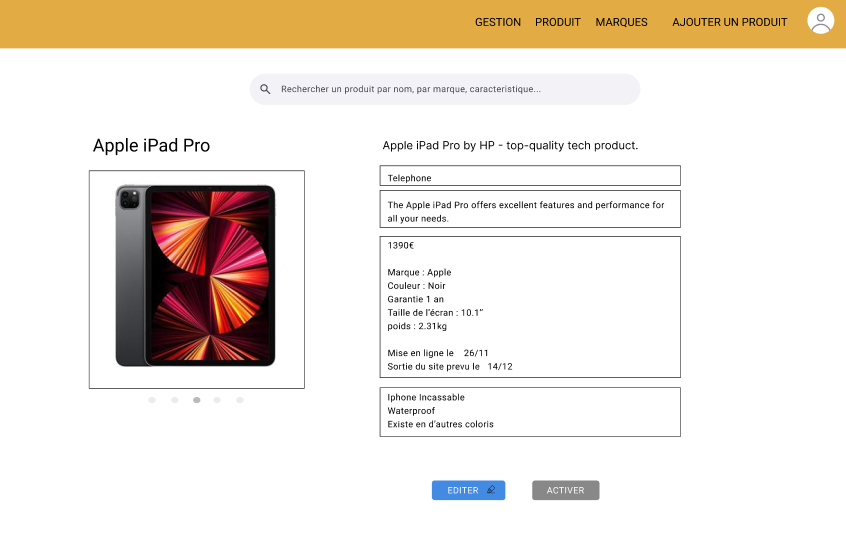 GESTION PRODUIT MARQUES AJOUTER UN PRODUIT
Rechercher un produit par nom, par marque, caracteristique...
Apple iPad Pro
Apple iPad Pro by HP - top-quality tech product.
Telephone
The Apple iPad Pro offers excellent features and performance for
all your needs.
1390€
Marque : Apple
Couleur : Noir
Garantie 1 an
Taille de l'écran : 10.1"
poids : 2.31kg
Mise en ligne le 26/11
Sortie du site prevu le 14/12
Iphone Incassable
Waterproof
Existe en d'autres coloris
EDITER
ACTIVER